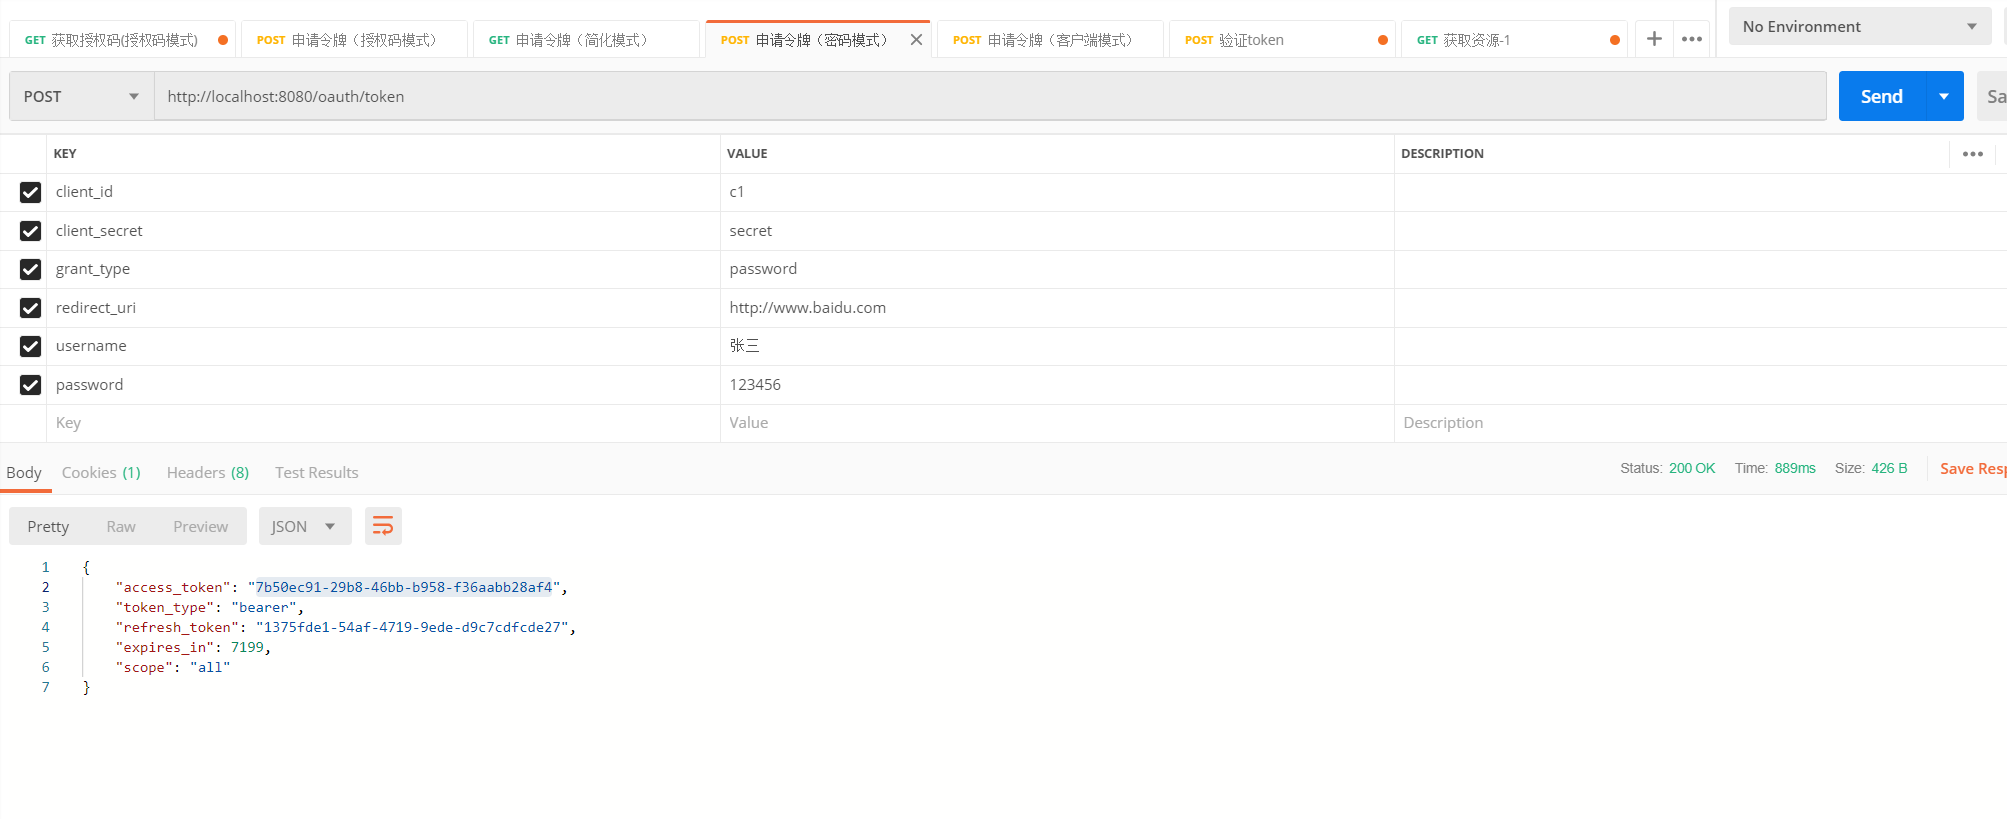 GET 获取授权码(授权码模式)
POST 申请令牌（授权码模式）
GET 申请令牌（简化模式）
POST 申请令牌（密码模式）
POST 申请令牌（客户端模式）
POST 验证token
GET 获取资源-1
No Environment
POST http://localhost:8080/oauth/token Send Sa
KEY VALUE DESCRIPTION
client_id c1
client_secret secret
grant_type password
redirect_uri http://www.baidu.com
username 张三
password 123456
Key Value Description
Body Cookies (1) Headers (8) Test Results Status: 200 OK Time: 889ms Size: 426 B Save Resp
Pretty Raw Preview JSON
1 {
2 "access_token": "7b50ec91-29b8-46bb-b958-f36aabb28af4",
3 "token_type": "bearer",
4 "refresh_token": "1375fde1-54af-4719-9ede-d9c7cdfcde27",
5 "expires_in": 7199,
6 "scope": "all"
7 }